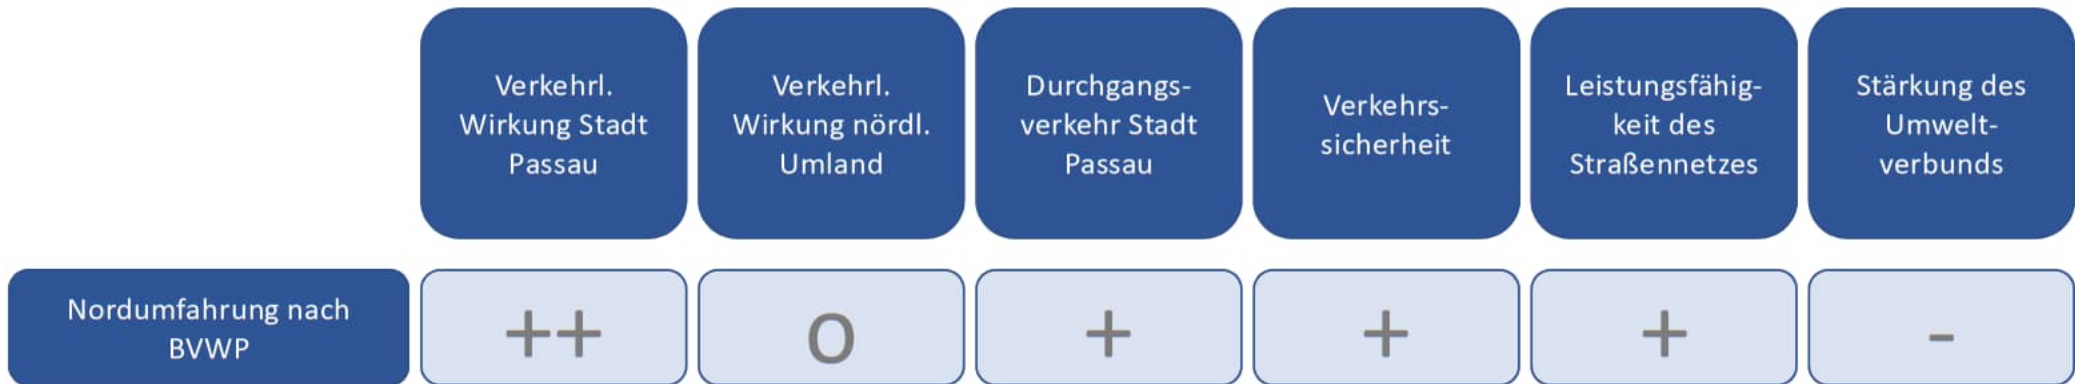 Verkehrl.
Wirkung Stadt
Passau
Verkehrl.
Wirkung nördl.
Umland
Durchgangs-
verkehr Stadt
Passau
Verkehrs-
sicherheit
Leistungsfähig-
keit des
Straßennetzes
Stärkung des
Umwelt-
verbunds
Nordumfahrung nach
BVWP
++
o
+
+
+
-